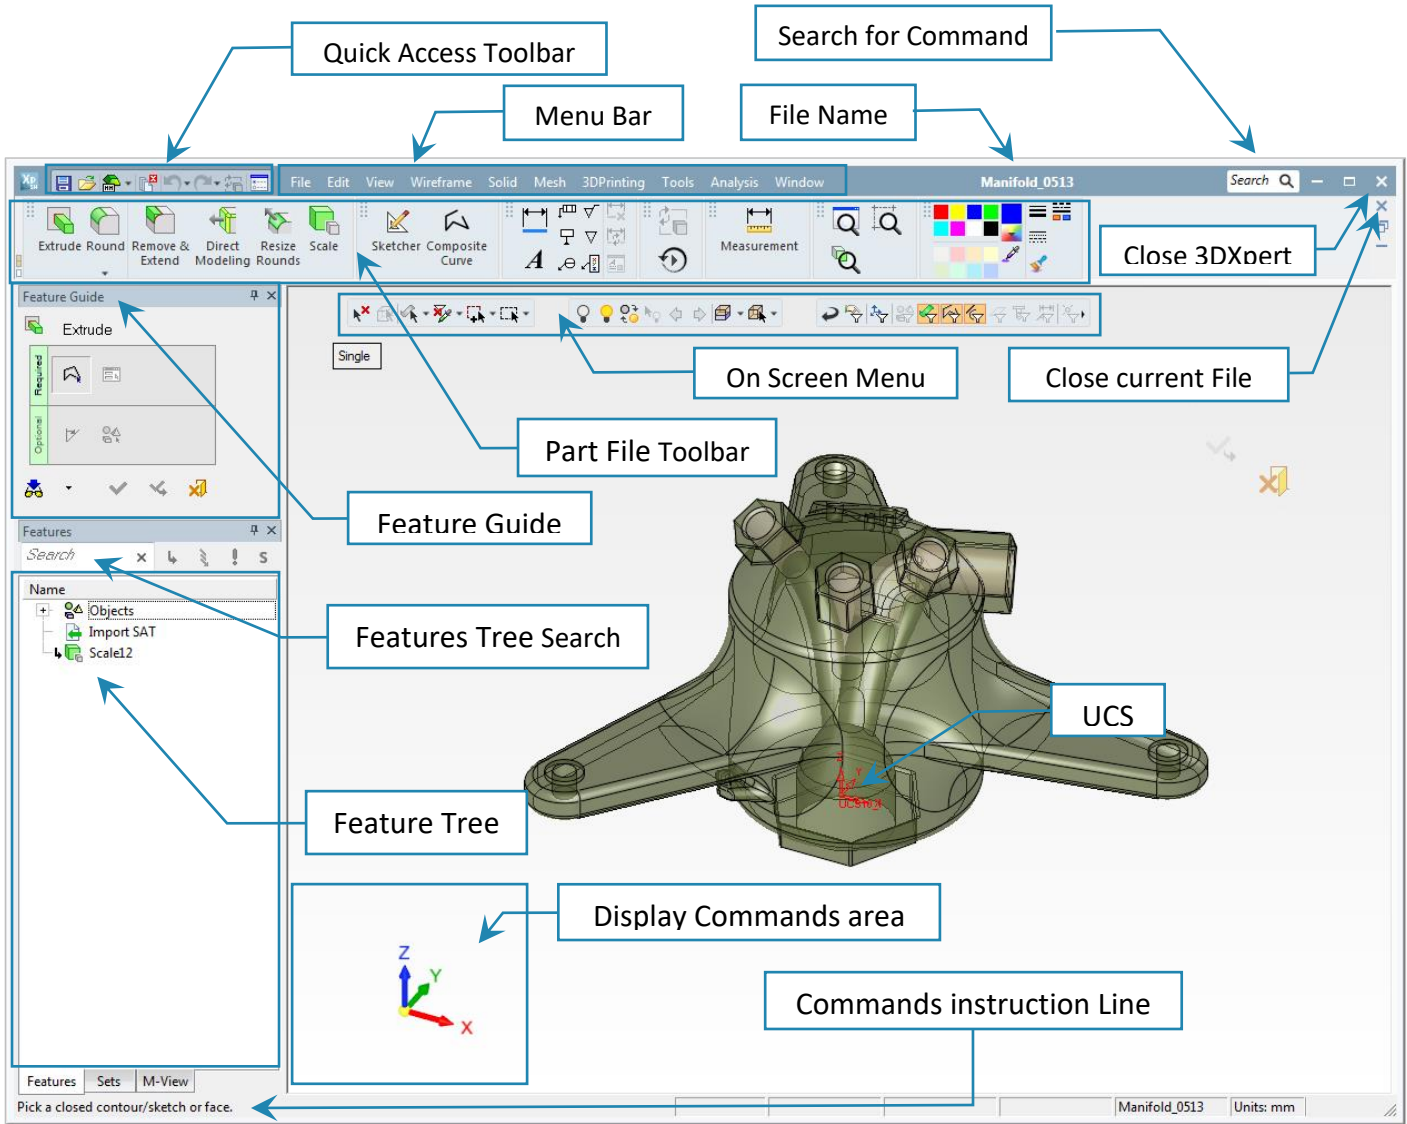 Quick Access Toolbar
Search for Command
Menu Bar
File Name
File Edit View Wireframe Solid Mesh 3DPrinting Tools Analysis Window
Manifold_0513
Search
Extrude Round Remove & Extend Direct Modeling Resize Rounds Scale
Sketcher Composite Curve
A
Measurement
Close 3DXpert
Feature Guide
Extrude
Required
Optional
Single
On Screen Menu
Close current File
Part File Toolbar
Feature Guide
Features
Search
S
Name
Objects
Import SAT
Scale12
Features Tree Search
UCS
Z
Y
Feature Tree
Display Commands area
Z
Y
X
Commands instruction Line
Features Sets M-View
Pick a closed contour/sketch or face.
Manifold_0513
Units: mm